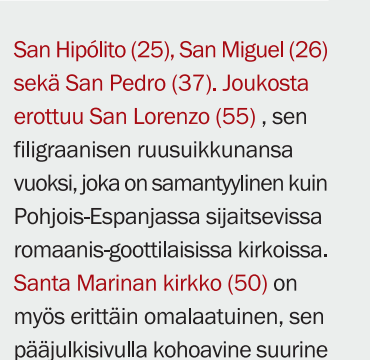 San Hipólito (25), San Miguel (26)
sekä San Pedro (37). Joukosta
erottuu San Lorenzo (55) , sen
filigraanisen ruusuikkunansa
vuoksi, joka on samantyylinen kuin
Pohjois-Espanjassa sijaitsevissa
romaanis-goottilaisissa kirkoissa.
Santa Marinan kirkko (50) on
myös erittäin omalaatuinen, sen
pääjulkisivulla kohoavine suurine